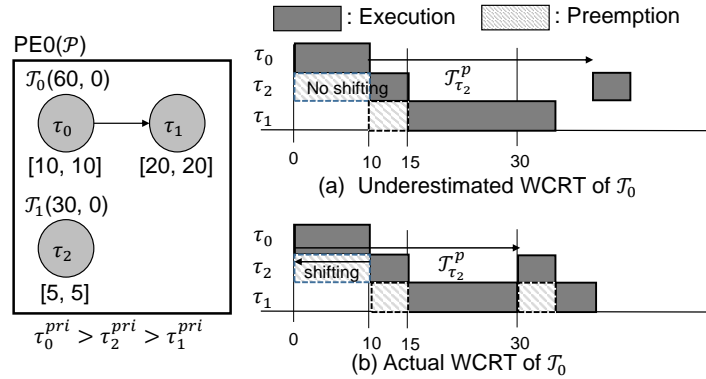 PE0(𝒫)
𝒯₀(60, 0)
τ₀
τ₁
[10, 10]
[20, 20]
𝒯₁(30, 0)
τ₂
[5, 5]
τ₀^pri > τ₂^pri > τ₁^pri
: Execution
: Preemption
τ₀
τ₂
No shifting
𝒯^p_τ₂
τ₁
0
10
15
30
(a) Underestimated WCRT of 𝒯₀
τ₀
τ₂
shifting
𝒯^p_τ₂
τ₁
0
10
15
30
(b) Actual WCRT of 𝒯₀